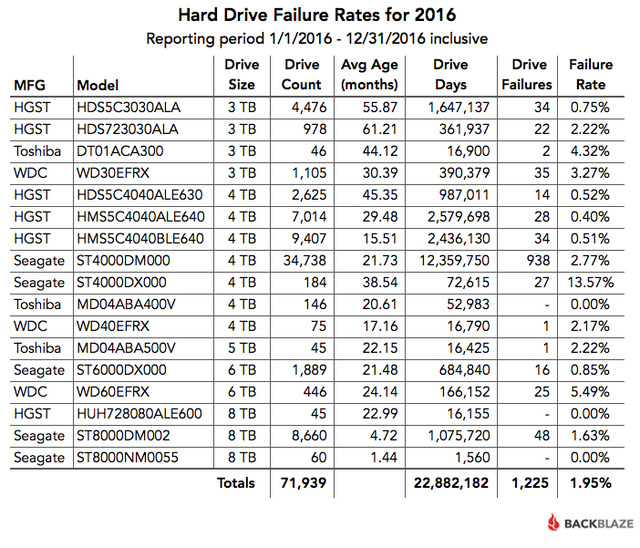 Hard Drive Failure Rates for 2016
Reporting period 1/1/2016 - 12/31/2016 inclusive
MFG Model Drive Size Drive Count Avg Age (months) Drive Days Drive Failures Failure Rate
HGST HDS5C3030ALA 3 TB 4,476 55.87 1,647,137 34 0.75%
HGST HDS723030ALA 3 TB 978 61.21 361,937 22 2.22%
Toshiba DT01ACA300 3 TB 46 44.12 16,900 2 4.32%
WDC WD30EFRX 3 TB 1,105 30.39 390,379 35 3.27%
HGST HDS5C4040ALE630 4 TB 2,625 45.35 987,011 14 0.52%
HGST HMS5C4040ALE640 4 TB 7,014 29.48 2,579,698 28 0.40%
HGST HMS5C4040BLE640 4 TB 9,407 15.51 2,436,130 34 0.51%
Seagate ST4000DM000 4 TB 34,738 21.73 12,359,750 938 2.77%
Seagate ST4000DX000 4 TB 184 38.54 72,615 27 13.57%
Toshiba MD04ABA400V 4 TB 146 20.61 52,983 - 0.00%
WDC WD40EFRX 4 TB 75 17.16 16,790 1 2.17%
Toshiba MD04ABA500V 5 TB 45 22.15 16,425 1 2.22%
Seagate ST6000DX000 6 TB 1,889 21.48 684,840 16 0.85%
WDC WD60EFRX 6 TB 446 24.14 166,152 25 5.49%
HGST HUH728080ALE600 8 TB 45 22.99 16,155 - 0.00%
Seagate ST8000DM002 8 TB 8,660 4.72 1,075,720 48 1.63%
Seagate ST8000NM0055 8 TB 60 1.44 1,560 - 0.00%
Totals 71,939 22,882,182 1,225 1.95%
BACKBLAZE